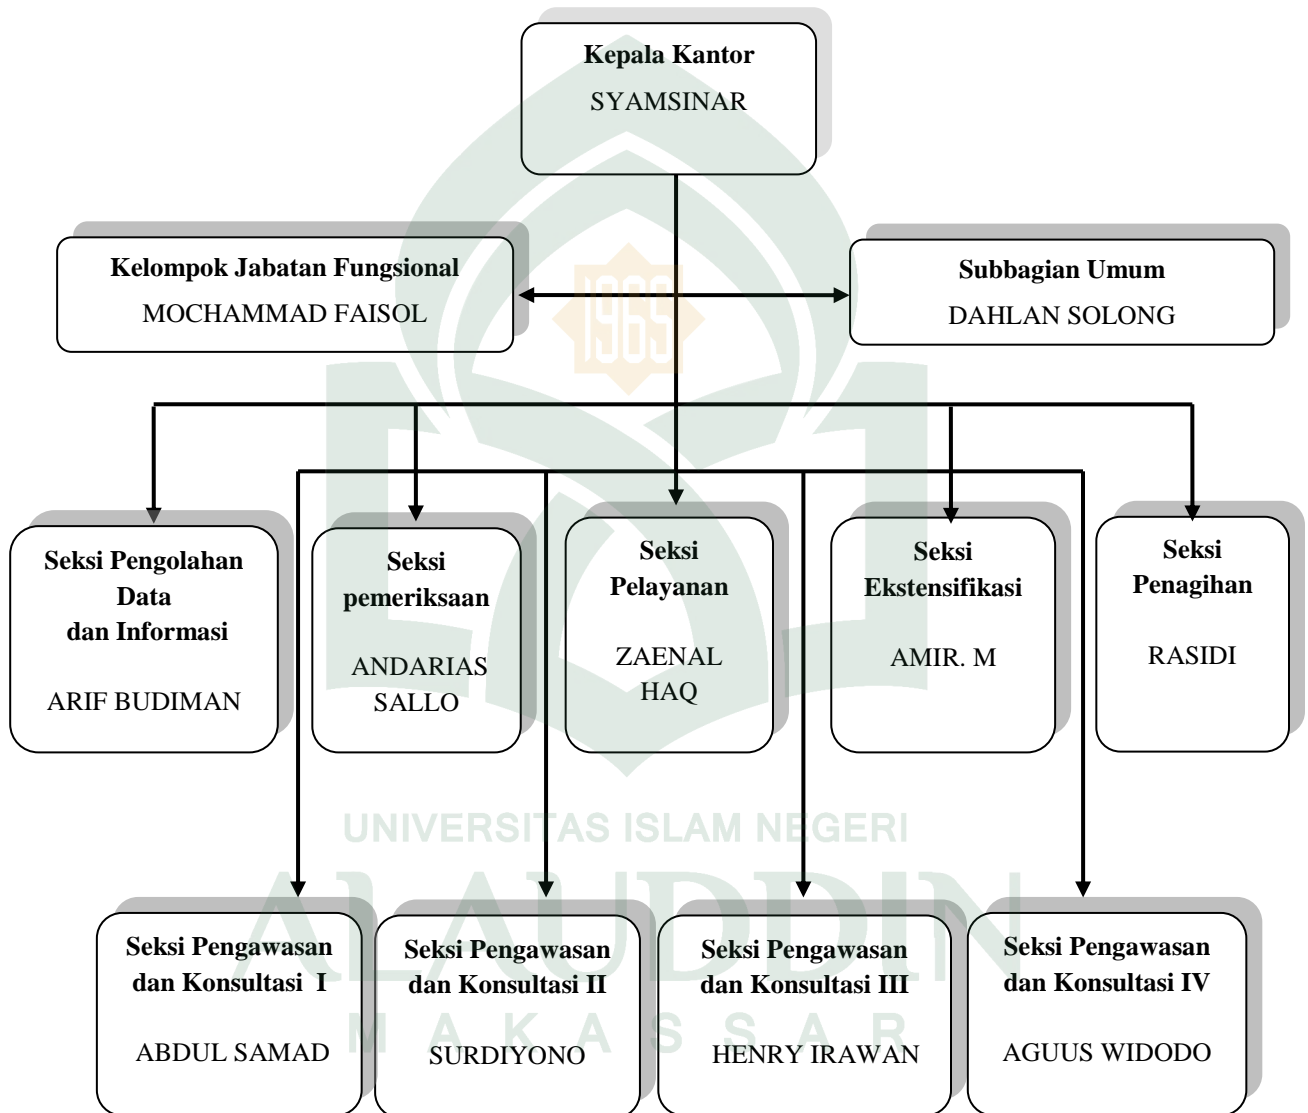 Kepala Kantor
SYAMSINAR
Kelompok Jabatan Fungsional
MOCHAMMAD FAISOL
Subbagian Umum
DAHLAN SOLONG
1965
Seksi Pengolahan
Data
dan Informasi
ARIF BUDIMAN
Seksi
pemeriksaan
ANDARIAS
SALLO
Seksi
Pelayanan
ZAENAL
HAQ
Seksi
Ekstensifikasi
AMIR. M
Seksi
Penagihan
RASIDI
UNIVERSITAS ISLAM NEGERI
ALAUDDIN
MAKASSAR
Seksi Pengawasan
dan Konsultasi  I
ABDUL SAMAD
Seksi Pengawasan
dan Konsultasi II
SURDIYONO
Seksi Pengawasan
dan Konsultasi III
HENRY IRAWAN
Seksi Pengawasan
dan Konsultasi IV
AGUUS WIDODO